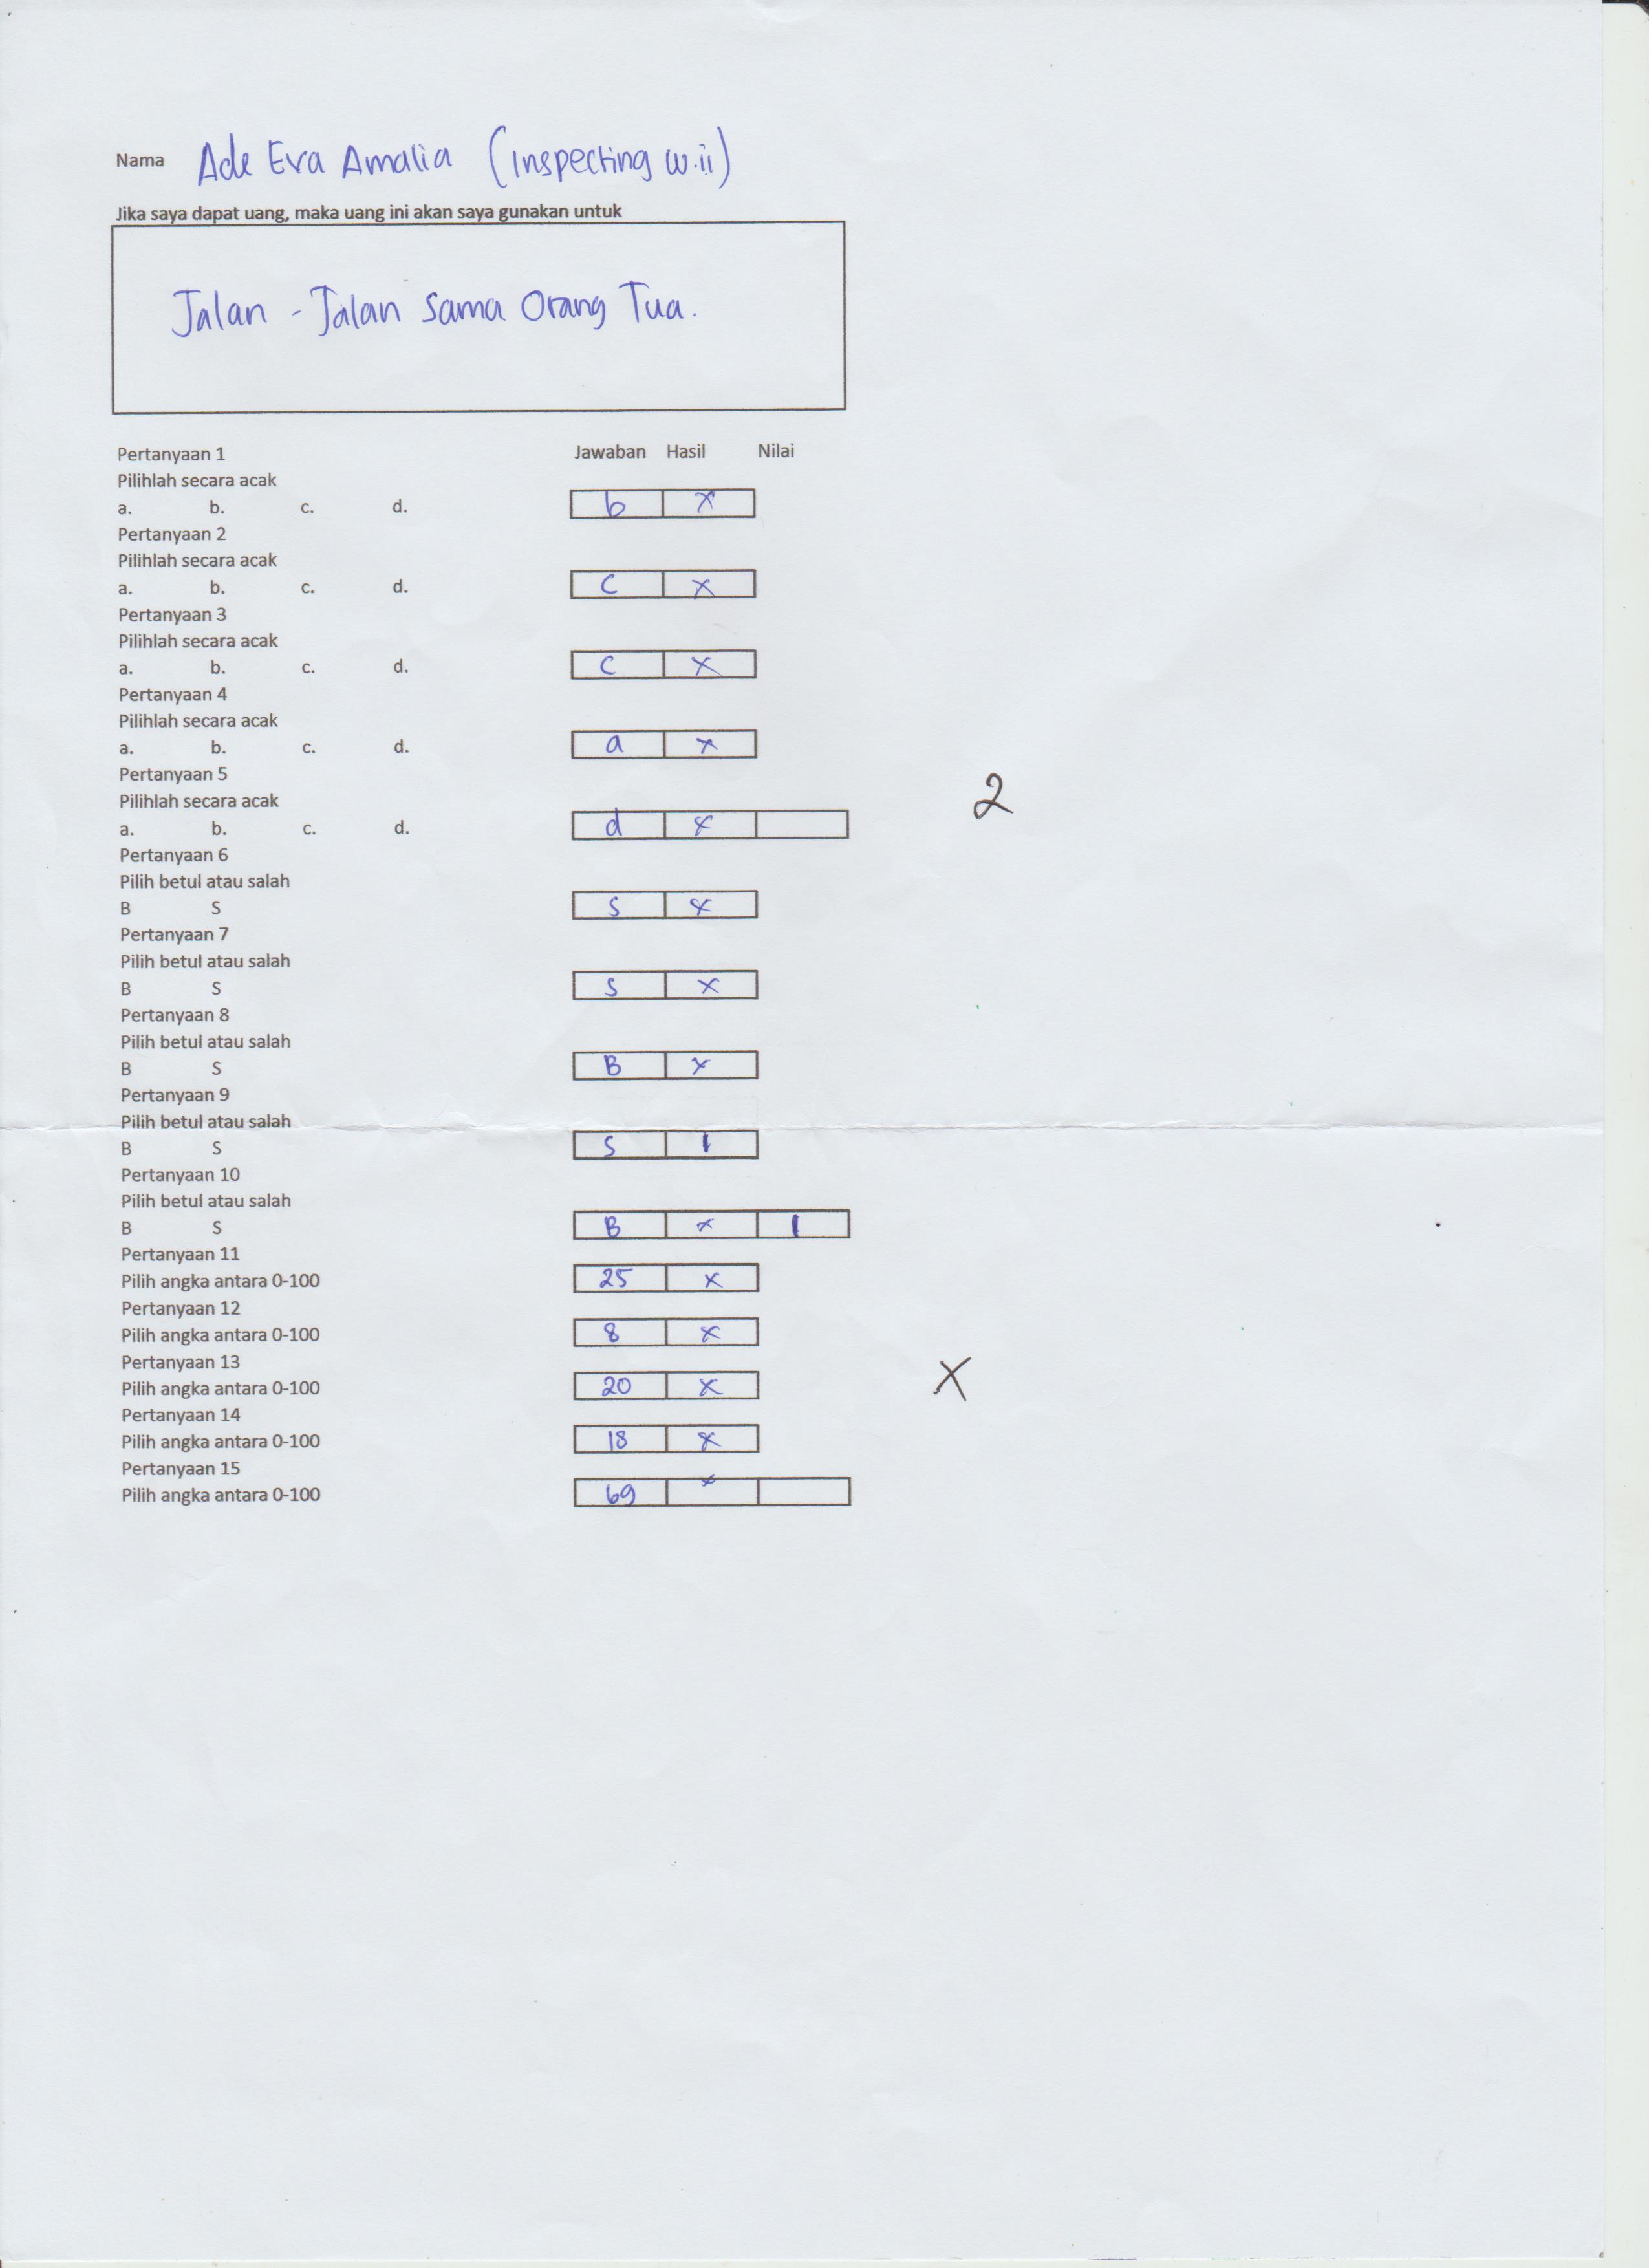 Nama Ade Eva Amalia (Inspecting w.ii)
Jika saya dapat uang, maka uang ini akan saya gunakan untuk
Jalan - Jalan sama Orang Tua.
Pertanyaan 1 Jawaban Hasil Nilai
Pilihlah secara acak
a. b. c. d. b x
Pertanyaan 2
Pilihlah secara acak
a. b. c. d. c x
Pertanyaan 3
Pilihlah secara acak
a. b. c. d. c x
Pertanyaan 4
Pilihlah secara acak
a. b. c. d. a x
Pertanyaan 5
Pilihlah secara acak 2
a. b. c. d. d x
Pertanyaan 6
Pilih betul atau salah
B S S x
Pertanyaan 7
Pilih betul atau salah
B S S x
Pertanyaan 8
Pilih betul atau salah
B S B x
Pertanyaan 9
Pilih betul atau salah
B S S 1
Pertanyaan 10
Pilih betul atau salah
B S B x 1
Pertanyaan 11
Pilih angka antara 0-100 25 x
Pertanyaan 12
Pilih angka antara 0-100 8 x
Pertanyaan 13
Pilih angka antara 0-100 20 x X
Pertanyaan 14
Pilih angka antara 0-100 18 x
Pertanyaan 15
Pilih angka antara 0-100 69 x